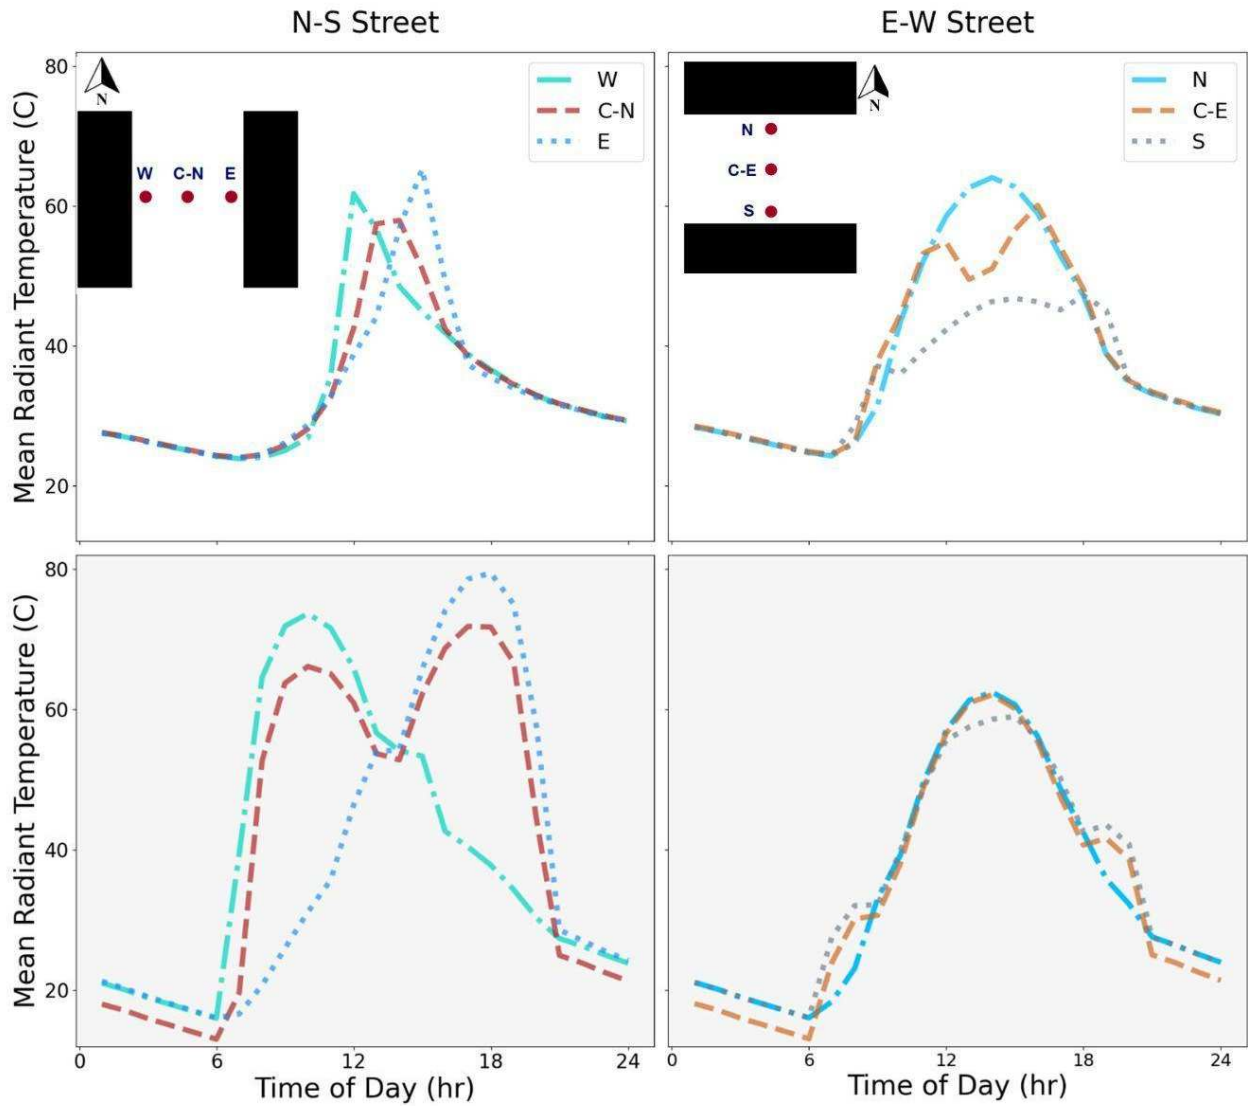 N-S Street
E-W Street
Mean Radiant Temperature (C)
80
60
40
20
N
W C-N E
W
C-N
E
N
N
C-E
S
N
C-E
S
Mean Radiant Temperature (C)
80
60
40
20
0 6 12 18 24
Time of Day (hr)
0 6 12 18 24
Time of Day (hr)